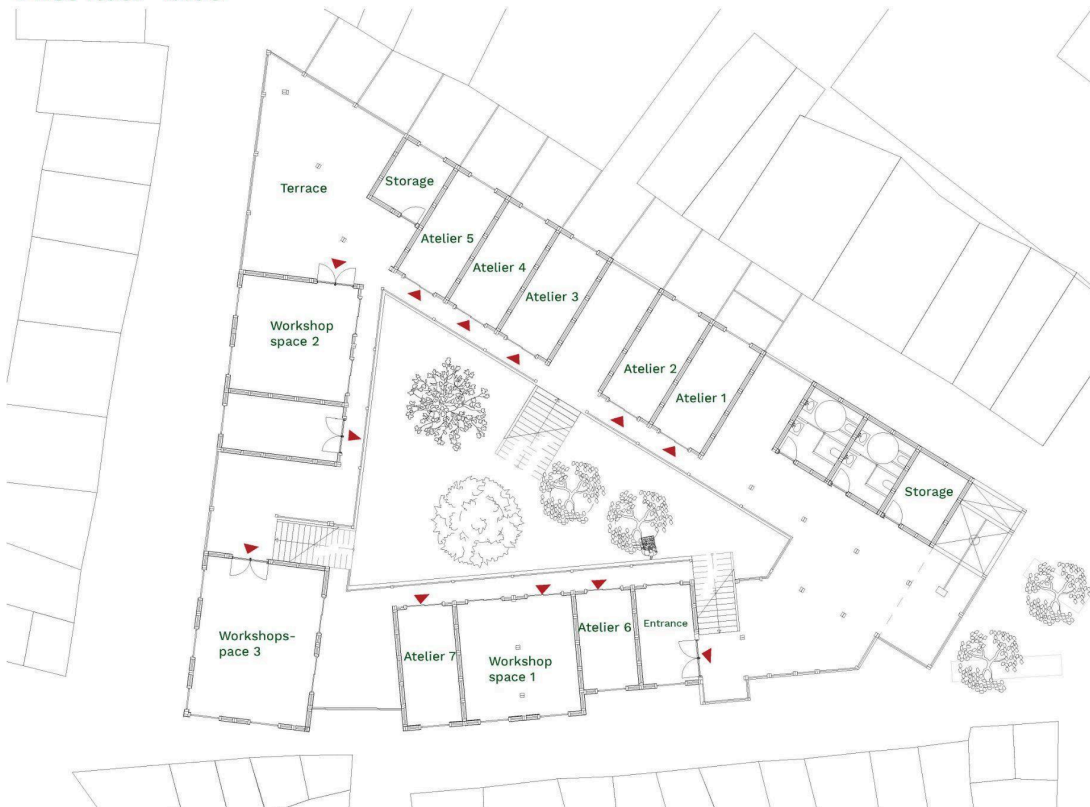 Terrace
Storage
Atelier 5
Atelier 4
Atelier 3
Workshop
space 2
Atelier 2
Atelier 1
Storage
Workshops-
pace 3
Atelier 7
Workshop
space 1
Atelier 6
Entrance